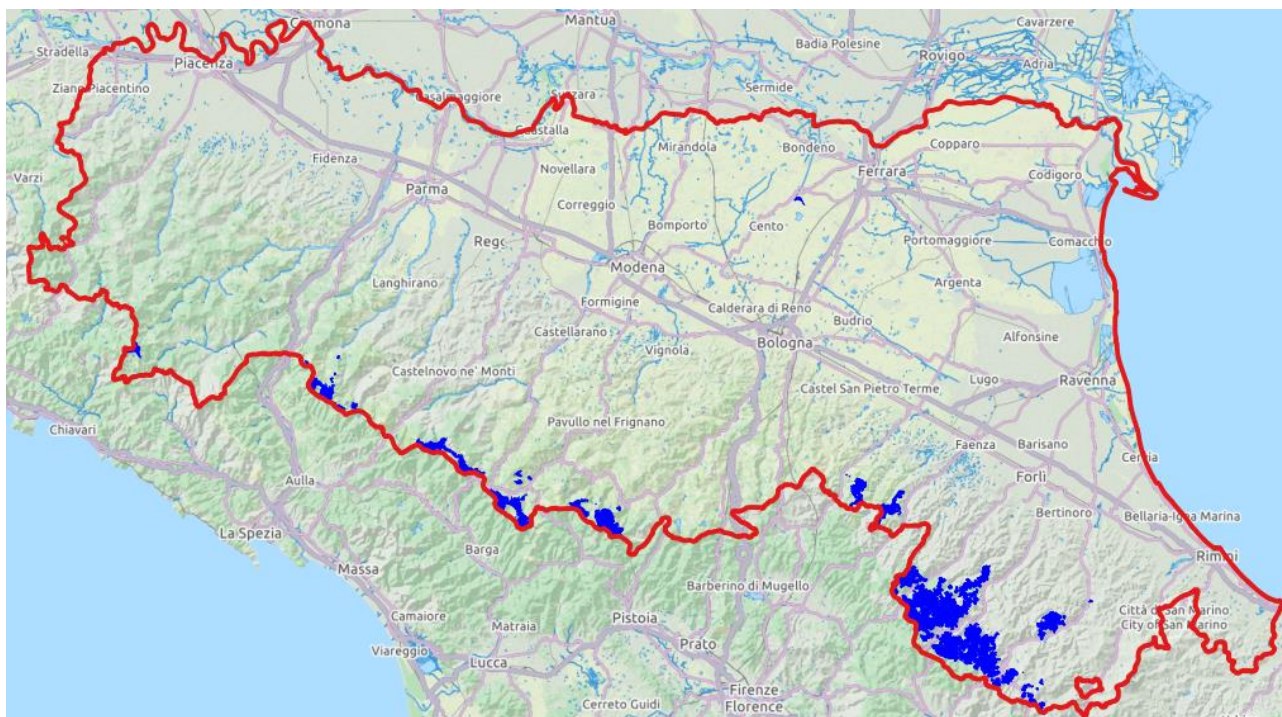 Cremona
Mantua
Cavarzere
Stradella
Piacenza
Badia Polesine
Rovigo
Adria
Ziano Piacentino
Casalmaggiore
Suzzara
Sermide
Guastalla
Mirandola
Bondeno
Copparo
Fidenza
Novellara
Ferrara
Codigoro
Varzi
Parma
Correggio
Bomporto
Cento
Portomaggiore
Comacchio
Modena
Langhirano
Argenta
Formigine
Calderara di Reno
Castellarano
Budrio
Alfonsine
Vignola
Bologna
Castelnovo ne' Monti
Castel San Pietro Terme
Lugo
Ravenna
Chiavari
Pavullo nel Frignano
Faenza
Barisano
Cervia
Aulla
Forlì
Bertinoro
Bellaria-Igea Marina
La Spezia
Barga
Rimini
Massa
Barberino di Mugello
Camaiore
Pistoia
Città di San Marino
City of San Marino
Matraia
Prato
Viareggio
Lucca
Firenze
Florence
Cerreto Guidi